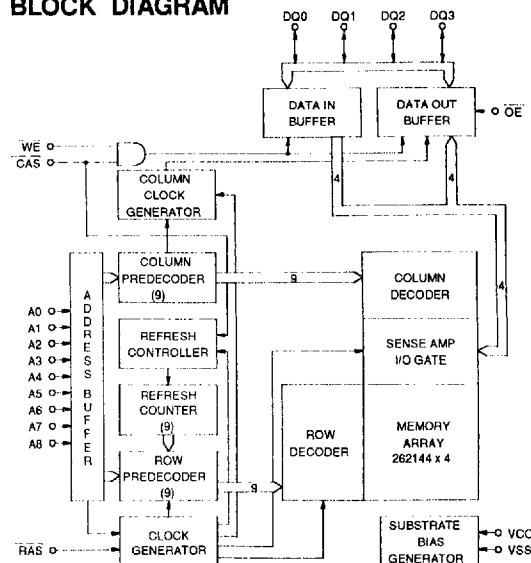 BLOCK DIAGRAM
DQ0 DQ1 DQ2 DQ3
DATA IN
BUFFER
DATA OUT
BUFFER
OE
WE
CAS
4
4
4
COLUMN
CLOCK
GENERATOR
COLUMN
PREDECODER
(9)
9
COLUMN
DECODER
ADDRESS BUFFER
A0
A1
A2
A3
A4
A5
A6
A7
A8
REFRESH
CONTROLLER
SENSE AMP
I/O GATE
REFRESH
COUNTER
(9)
ROW
DECODER
MEMORY
ARRAY
262144 x 4
ROW
PREDECODER
(9)
9
RAS
CLOCK
GENERATOR
SUBSTRATE
BIAS
GENERATOR
VCC
VSS